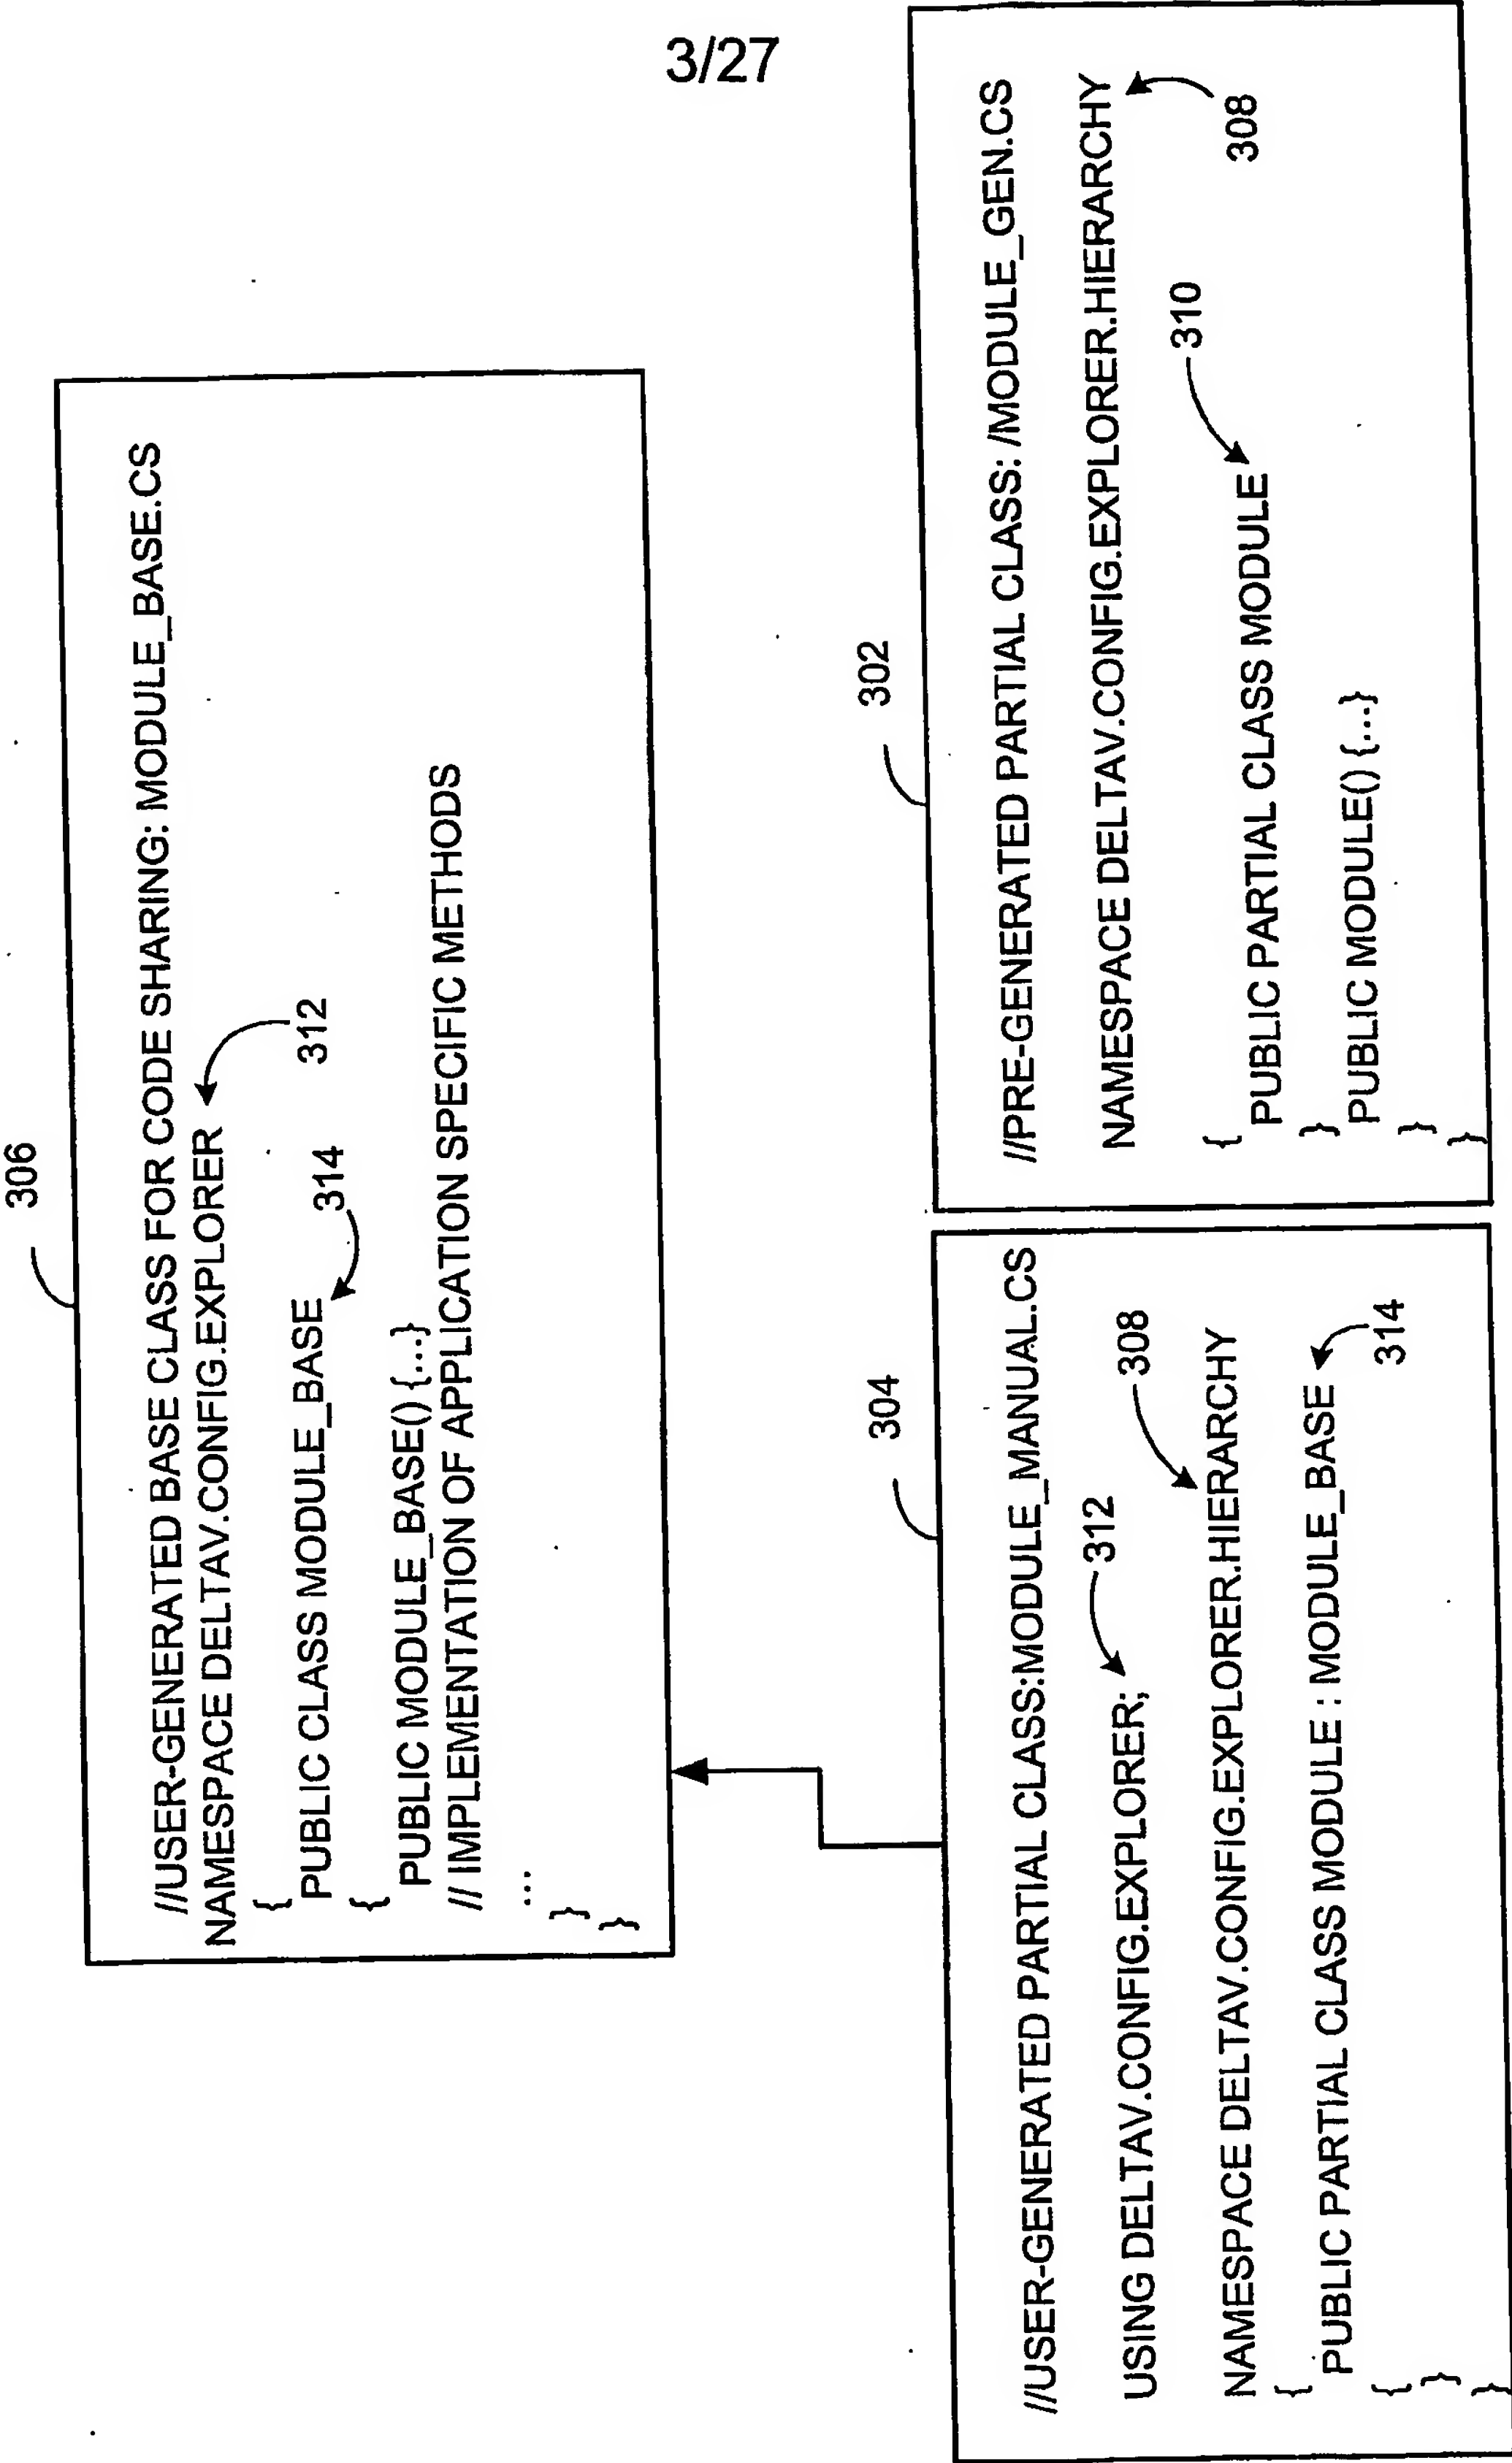 3/27
306
//USER-GENERATED BASE CLASS FOR CODE SHARING: MODULE_BASE.CS
NAMESPACE DELTAV.CONFIG.EXPLORER
312
{
PUBLIC CLASS MODULE_BASE
314
{
PUBLIC MODULE_BASE() {...}
// IMPLEMENTATION OF APPLICATION SPECIFIC METHODS
...
}
}
304
//USER-GENERATED PARTIAL CLASS:MODULE_MANUAL.CS
USING DELTAV.CONFIG.EXPLORER;
312
308
NAMESPACE DELTAV.CONFIG.EXPLORER.HIERARCHY
{
PUBLIC PARTIAL CLASS MODULE : MODULE_BASE
314
{
}
}
302
//PRE-GENERATED PARTIAL CLASS: /MODULE_GEN.CS
NAMESPACE DELTAV.CONFIG.EXPLORER.HIERARCHY
308
310
{
PUBLIC PARTIAL CLASS MODULE
}
PUBLIC MODULE() {...}
}
}